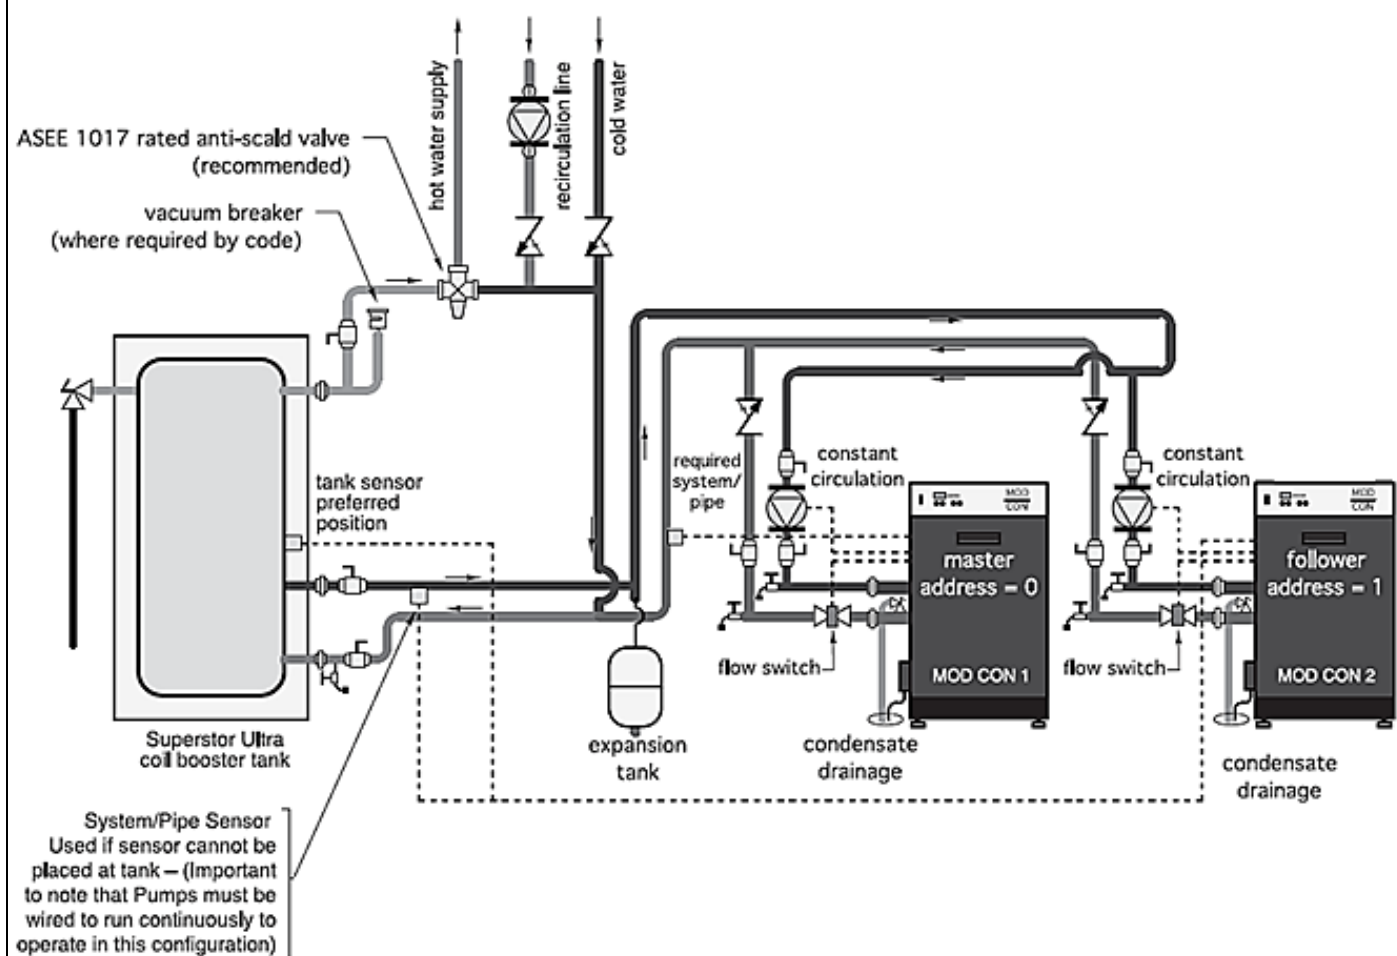 hot water supply
recirculation line
cold water
ASEE 1017 rated anti-scald valve
(recommended)
vacuum breaker
(where required by code)
tank sensor
preferred
position
required
system/
pipe
constant
circulation
constant
circulation
MOD
CON
master
address = 0
MOD CON 1
MOD
CON
follower
address = 1
MOD CON 2
flow switch
flow switch
Superstor Ultra
coil booster tank
expansion
tank
condensate
drainage
condensate
drainage
System/Pipe Sensor
Used if sensor cannot be
placed at tank – (Important
to note that Pumps must be
wired to run continuously to
operate in this configuration)